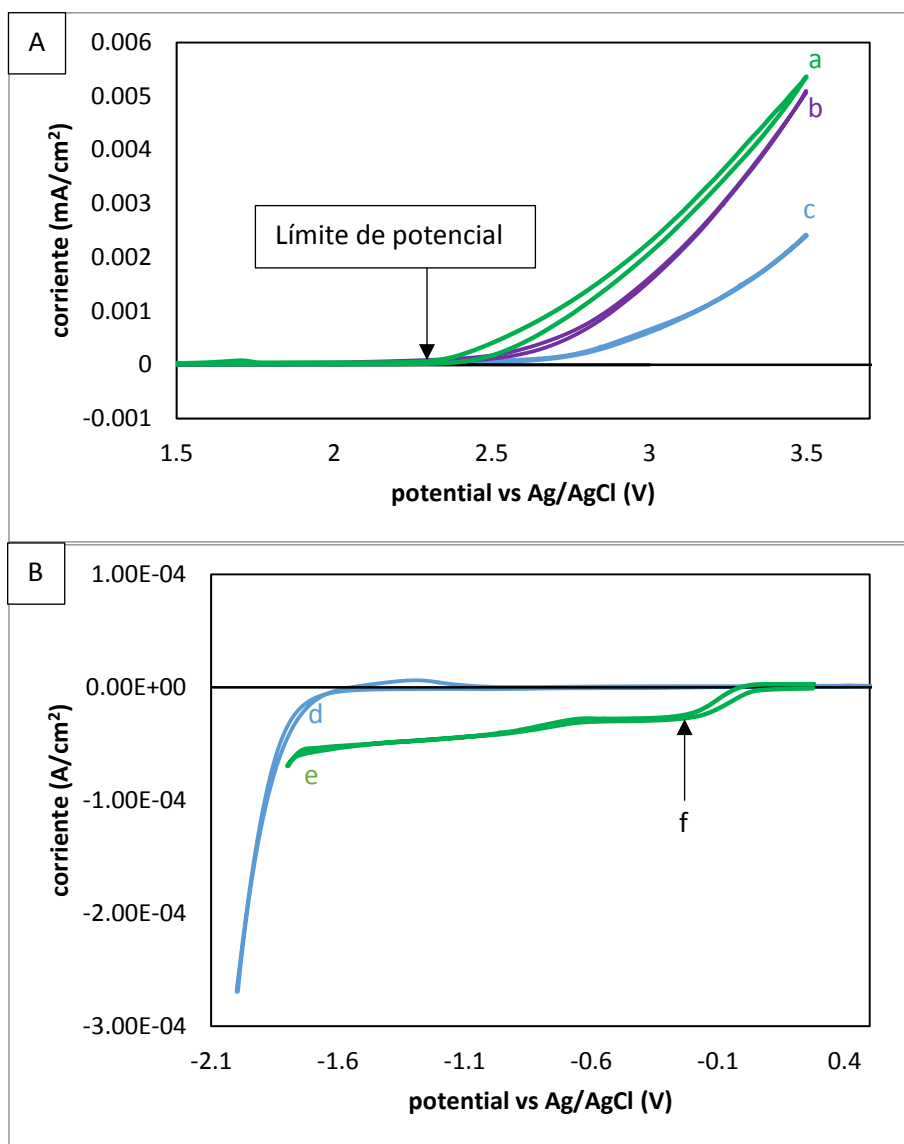 A
0.006
0.005
0.004
0.003
0.002
0.001
0
-0.001
corriente (mA/cm²)
Límite de potencial
a
b
c
1.5 2 2.5 3 3.5
potential vs Ag/AgCl (V)
B
1.00E-04
0.00E+00
-1.00E-04
-2.00E-04
-3.00E-04
corriente (A/cm²)
d
e
f
-2.1 -1.6 -1.1 -0.6 -0.1 0.4
potential vs Ag/AgCl (V)